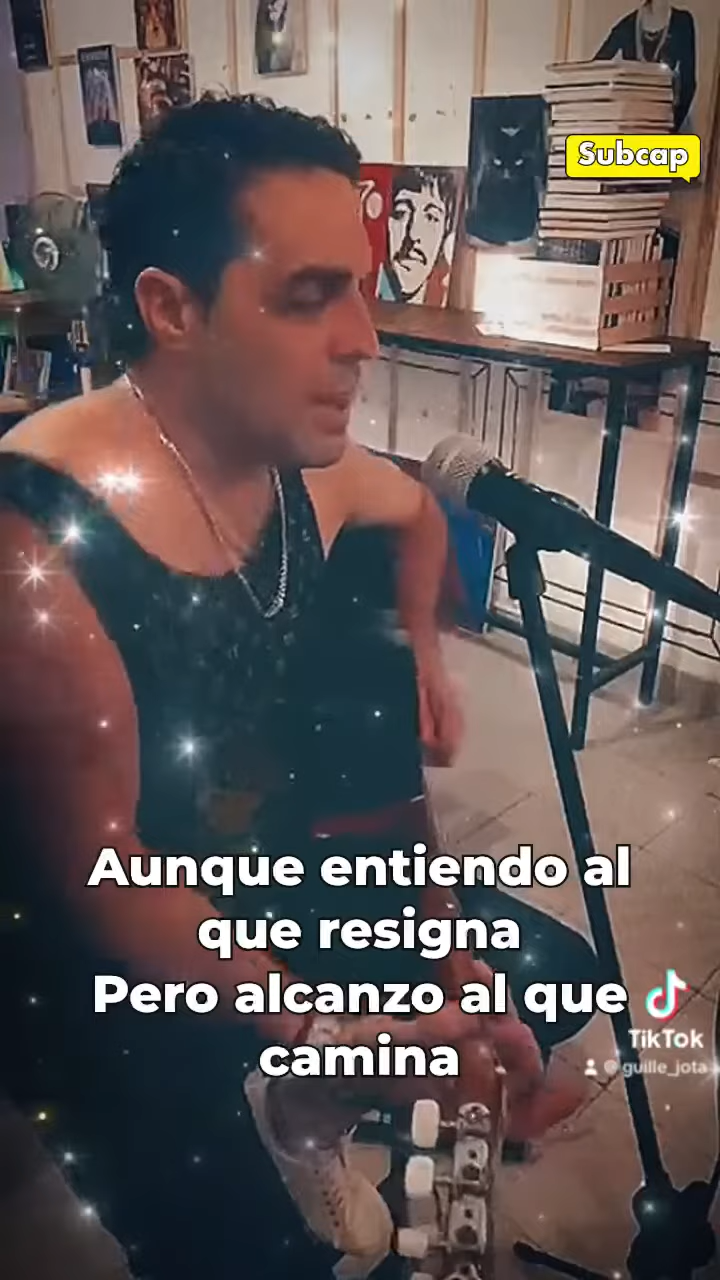 Subcap
Aunque entiendo al
que resigna
Pero alcanzo al que
camina
TikTok
@guille_jota